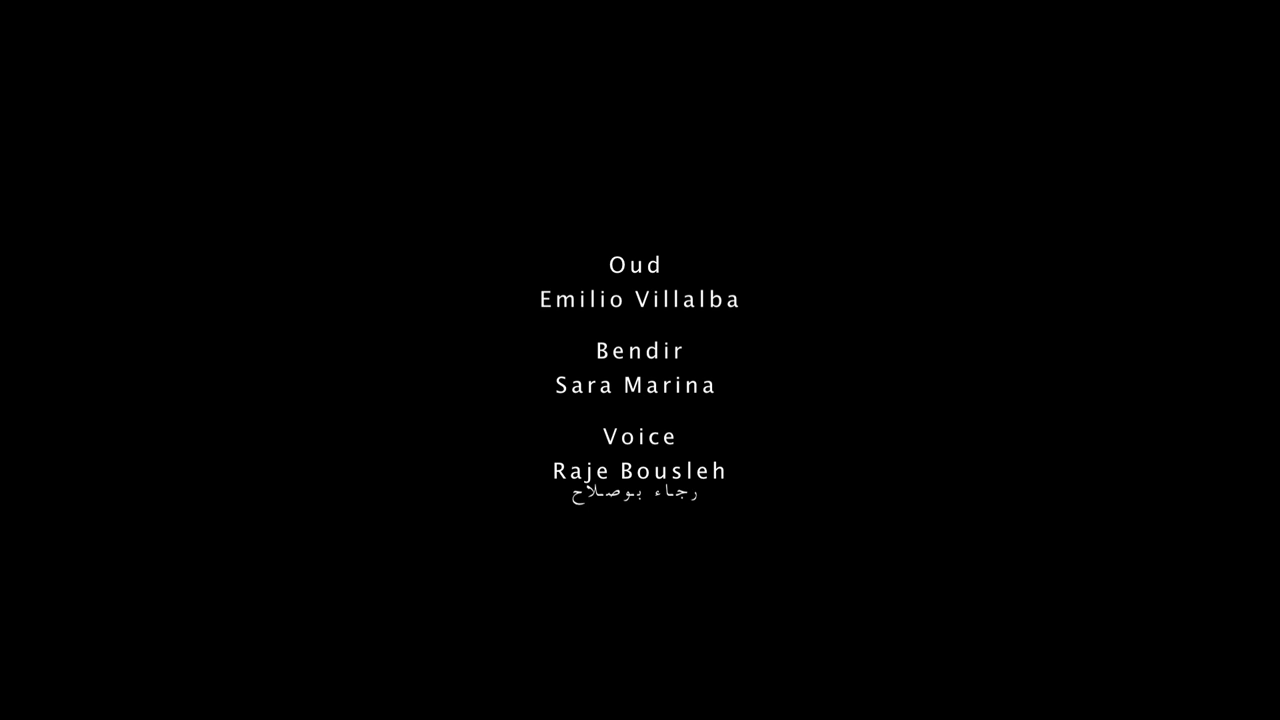 Oud
Emilio Villalba
Bendir
Sara Marina
Voice
Raje Bousleh
رجاء بوصلاح